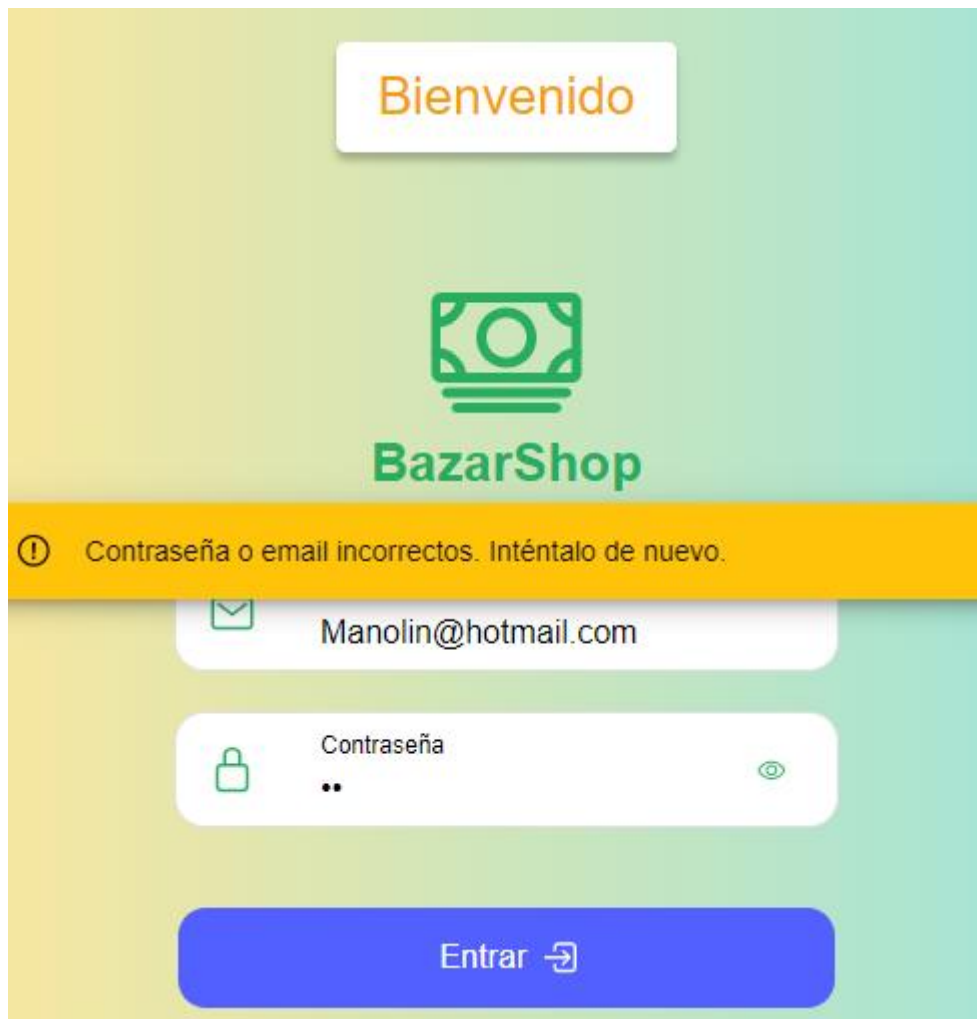 Bienvenido
BazarShop
Contraseña o email incorrectos. Inténtalo de nuevo.
Manolin@hotmail.com
Contraseña
••
Entrar